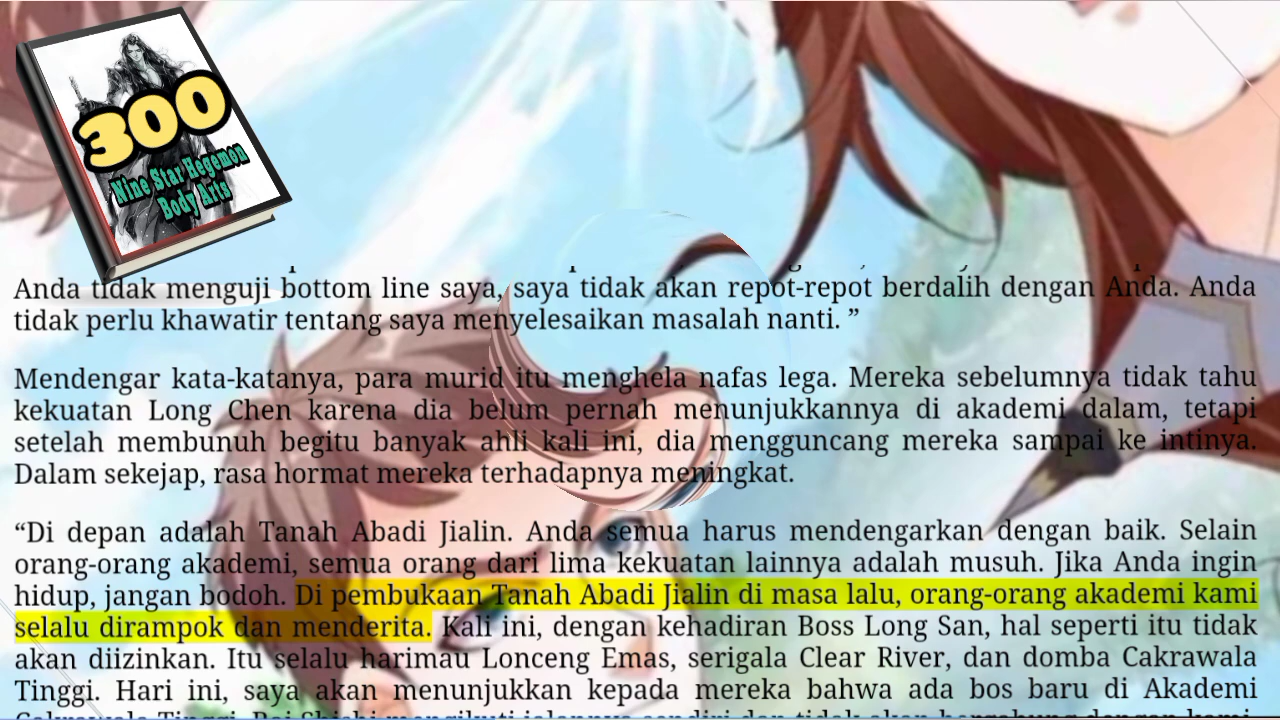 300
Nine Star Hegemon
Body Arts
Anda tidak menguji bottom line saya, saya tidak akan repot-repot berdalih dengan Anda. Anda
tidak perlu khawatir tentang saya menyelesaikan masalah nanti. ”
Mendengar kata-katanya, para murid itu menghela nafas lega. Mereka sebelumnya tidak tahu
kekuatan Long Chen karena dia belum pernah menunjukkannya di akademi dalam, tetapi
setelah membunuh begitu banyak ahli kali ini, dia mengguncang mereka sampai ke intinya.
Dalam sekejap, rasa hormat mereka terhadapnya meningkat.
“Di depan adalah Tanah Abadi Jialin. Anda semua harus mendengarkan dengan baik. Selain
orang-orang akademi, semua orang dari lima kekuatan lainnya adalah musuh. Jika Anda ingin
hidup, jangan bodoh. Di pembukaan Tanah Abadi Jialin di masa lalu, orang-orang akademi kami
selalu dirampok dan menderita. Kali ini, dengan kehadiran Boss Long San, hal seperti itu tidak
akan diizinkan. Itu selalu harimau Lonceng Emas, serigala Clear River, dan domba Cakrawala
Tinggi. Hari ini, saya akan menunjukkan kepada mereka bahwa ada bos baru di Akademi